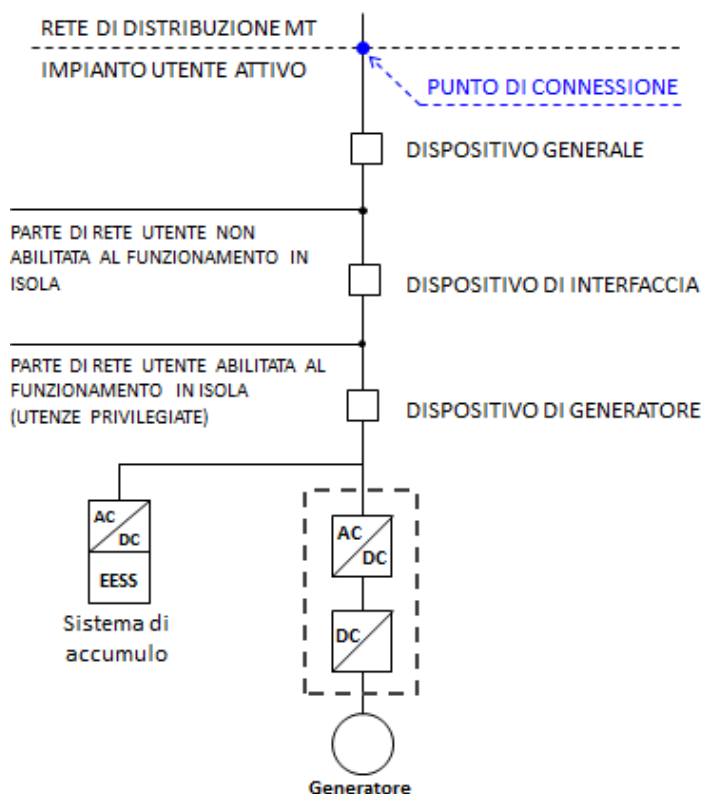 RETE DI DISTRIBUZIONE MT
IMPIANTO UTENTE ATTIVO
PUNTO DI CONNESSIONE
DISPOSITIVO GENERALE
PARTE DI RETE UTENTE NON
ABILITATA AL FUNZIONAMENTO IN
ISOLA
DISPOSITIVO DI INTERFACCIA
PARTE DI RETE UTENTE ABILITATA AL
FUNZIONAMENTO IN ISOLA
(UTENZE PRIVILEGIATE)
DISPOSITIVO DI GENERATORE
AC
DC
EESS
Sistema di
accumulo
AC
DC
DC
Generatore